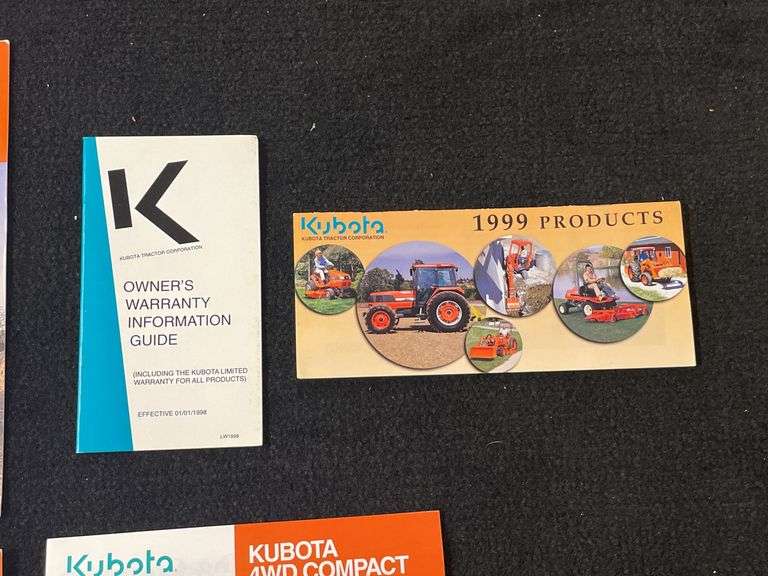 K
KUBOTA TRACTOR CORPORATION
OWNER'S
WARRANTY
INFORMATION
GUIDE
(INCLUDING THE KUBOTA LIMITED
WARRANTY FOR ALL PRODUCTS)
EFFECTIVE 01/01/1998
LW1998
Kubota
KUBOTA TRACTOR CORPORATION
1999 PRODUCTS
Kubota
KUBOTA
4WD COMPACT